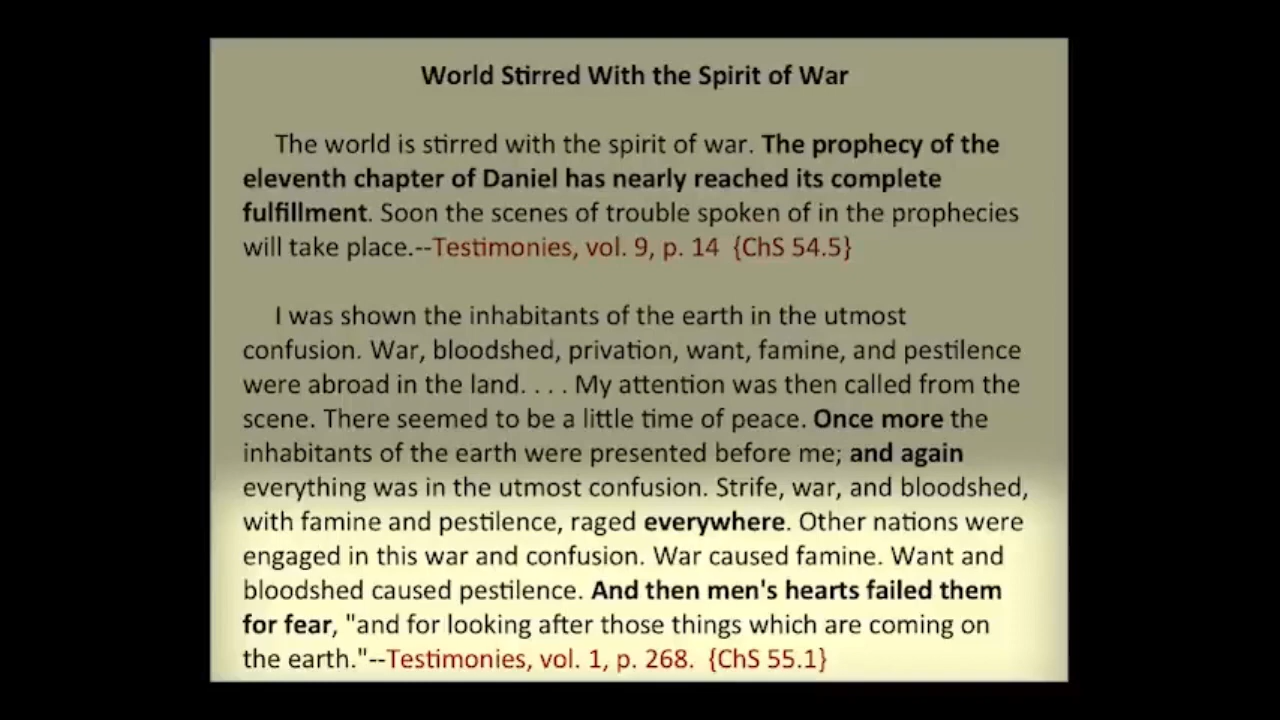 World Stirred With the Spirit of War
The world is stirred with the spirit of war. The prophecy of the
eleventh chapter of Daniel has nearly reached its complete
fulfillment. Soon the scenes of trouble spoken of in the prophecies
will take place.--Testimonies, vol. 9, p. 14  {ChS 54.5}
I was shown the inhabitants of the earth in the utmost
confusion. War, bloodshed, privation, want, famine, and pestilence
were abroad in the land. . . . My attention was then called from the
scene. There seemed to be a little time of peace. Once more the
inhabitants of the earth were presented before me; and again
everything was in the utmost confusion. Strife, war, and bloodshed,
with famine and pestilence, raged everywhere. Other nations were
engaged in this war and confusion. War caused famine. Want and
bloodshed caused pestilence. And then men's hearts failed them
for fear, "and for looking after those things which are coming on
the earth."--Testimonies, vol. 1, p. 268.  {ChS 55.1}